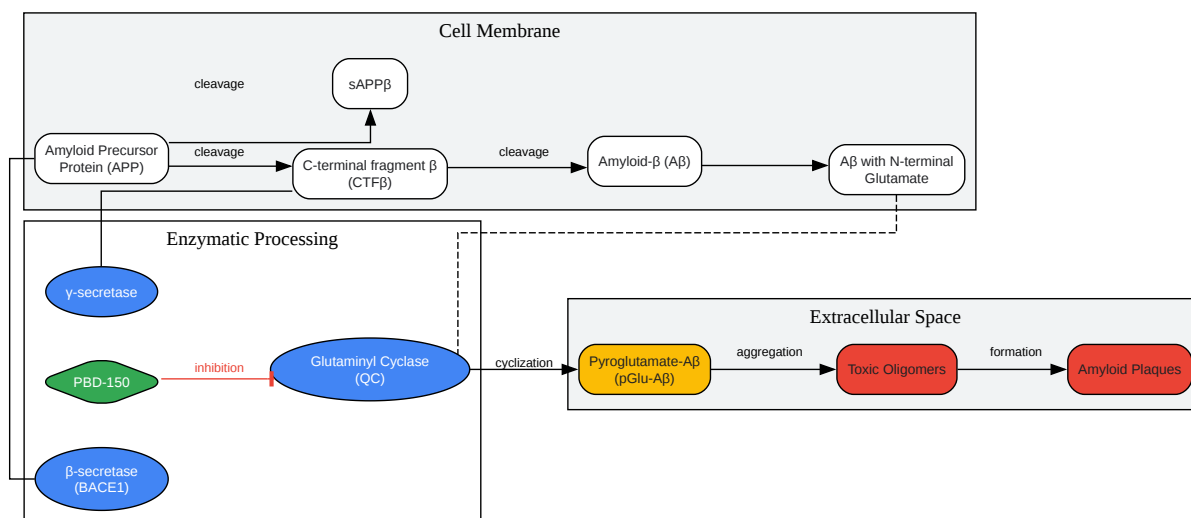 Cell Membrane
cleavage
sAPPβ
Amyloid Precursor
Protein (APP)
cleavage
C-terminal fragment β
(CTFβ)
cleavage
Amyloid-β (Aβ)
Aβ with N-terminal
Glutamate
Enzymatic Processing
γ-secretase
PBD-150
inhibition
Glutaminyl Cyclase
(QC)
cyclization
β-secretase
(BACE1)
Extracellular Space
Pyroglutamate-Aβ
(pGlu-Aβ)
aggregation
Toxic Oligomers
formation
Amyloid Plaques